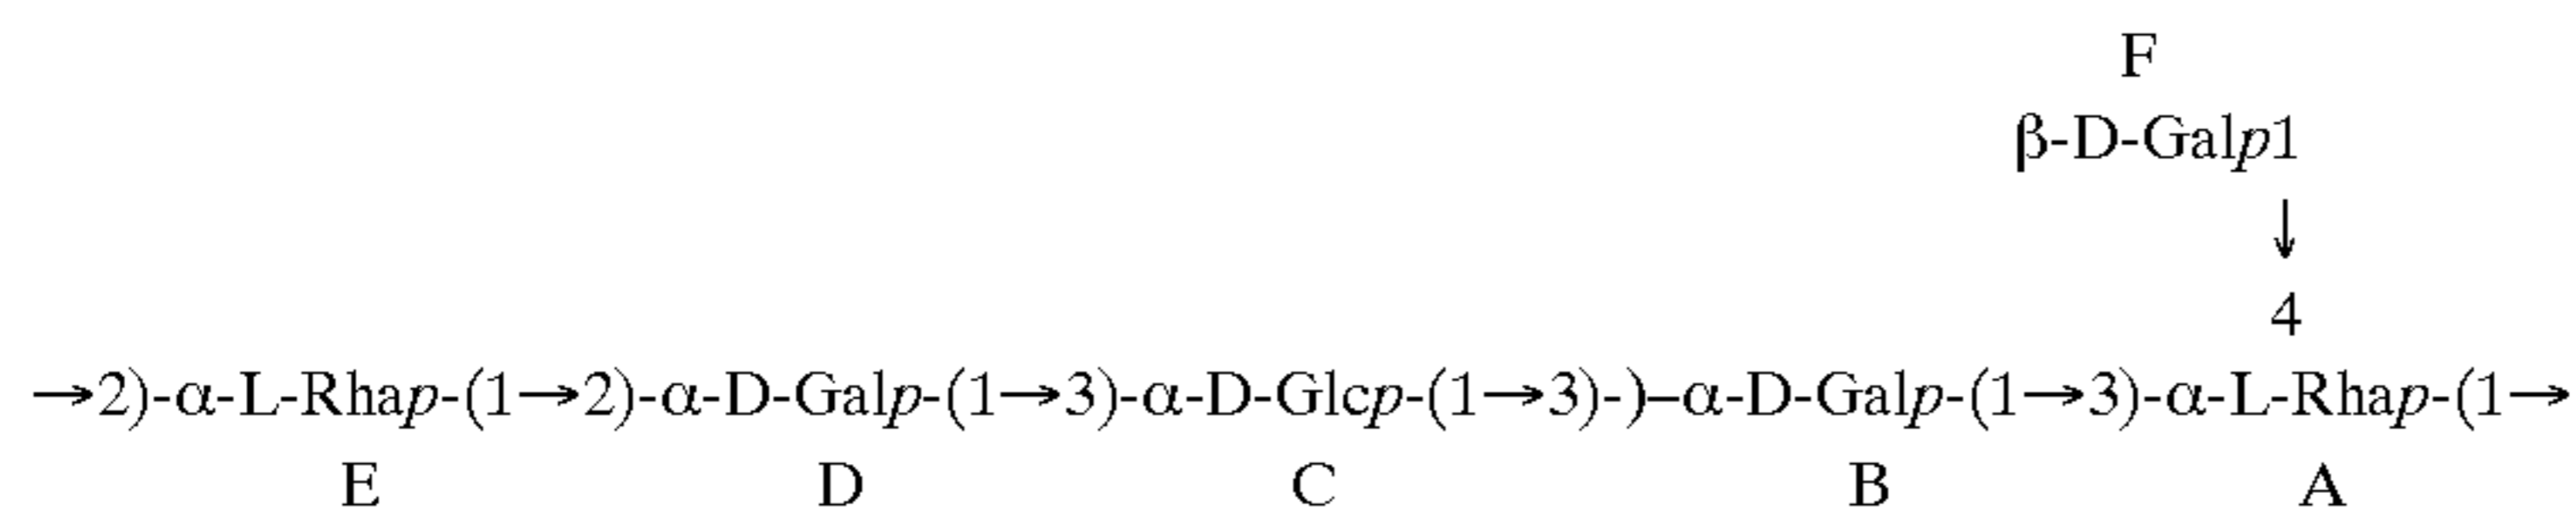 F
β-D-Galp1
↓
4
→2)-α-L-Rhap-(1→2)-α-D-Galp-(1→3)-α-D-Glcp-(1→3)-)–α-D-Galp-(1→3)-α-L-Rhap-(1→
E D C B A